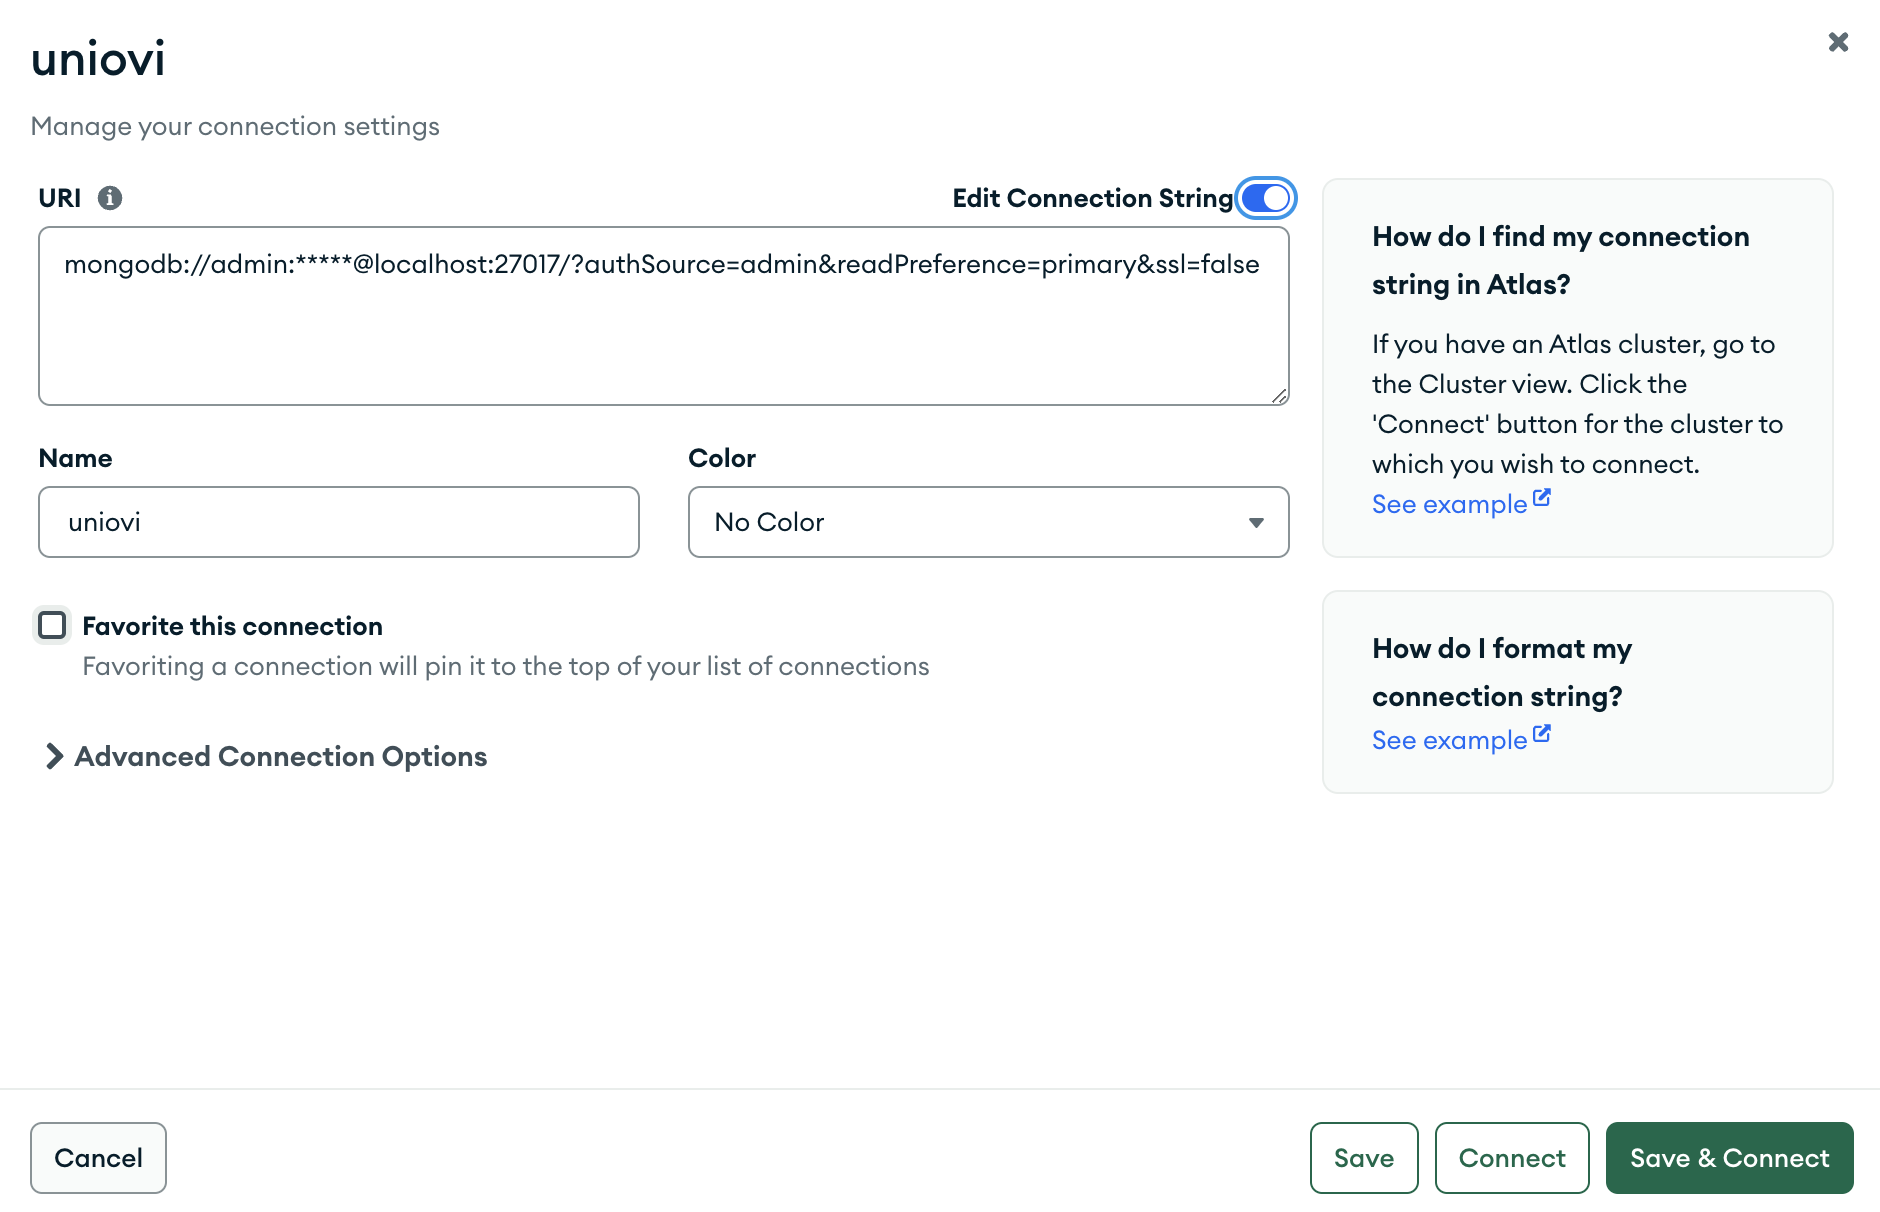 uniovi
Manage your connection settings
URI
Edit Connection String
mongodb://admin:*****@localhost:27017/?authSource=admin&readPreference=primary&ssl=false
Name
Color
uniovi
No Color
Favorite this connection
Favoriting a connection will pin it to the top of your list of connections
Advanced Connection Options
How do I find my connection
string in Atlas?
If you have an Atlas cluster, go to
the Cluster view. Click the
'Connect' button for the cluster to
which you wish to connect.
See example
How do I format my
connection string?
See example
Cancel
Save
Connect
Save & Connect